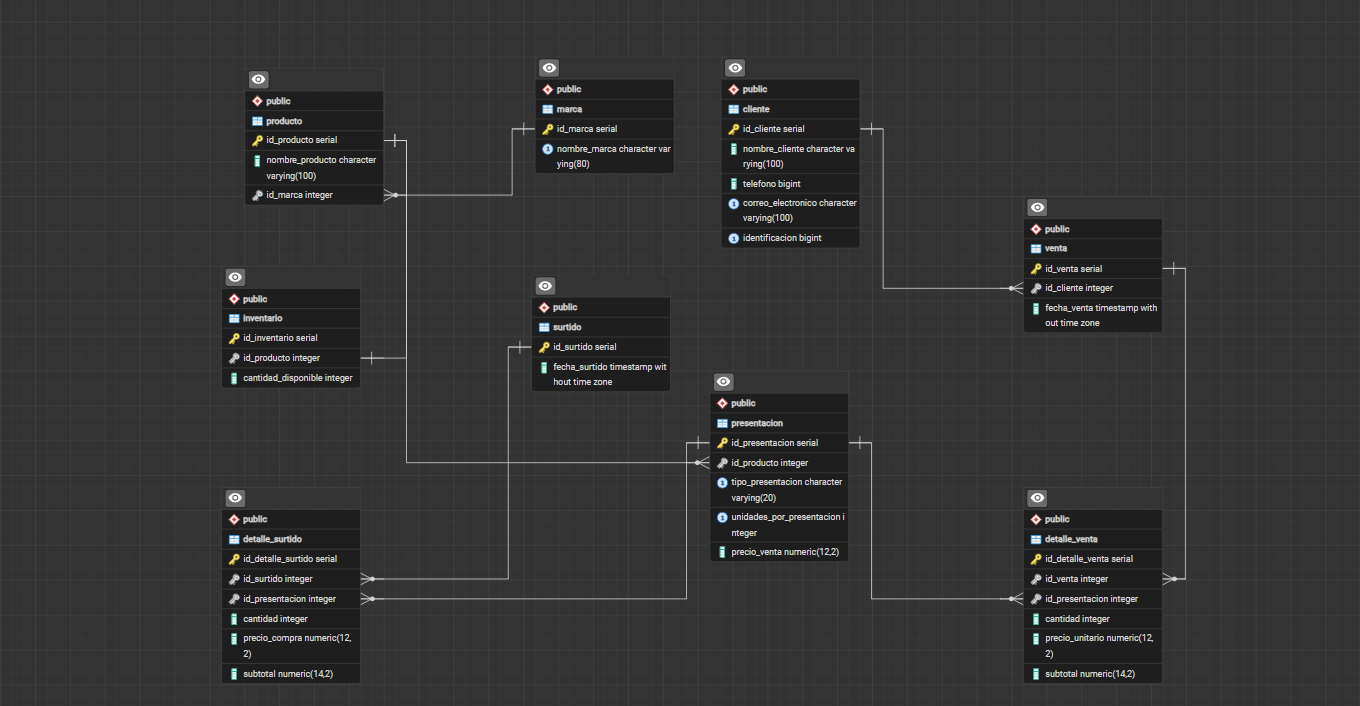 public
producto
id_producto serial
nombre_producto character
varying(100)
id_marca integer
public
marca
id_marca serial
nombre_marca character var
ying(80)
public
cliente
id_cliente serial
nombre_cliente character va
rying(100)
telefono bigint
correo_electronico character
varying(100)
identificacion bigint
public
venta
id_venta serial
id_cliente integer
fecha_venta timestamp with
out time zone
public
inventario
id_inventario serial
id_producto integer
cantidad_disponible integer
public
surtido
id_surtido serial
fecha_surtido timestamp wit
hout time zone
public
presentacion
id_presentacion serial
id_producto integer
tipo_presentacion character
varying(20)
unidades_por_presentacion i
nteger
precio_venta numeric(12,2)
public
detalle_surtido
id_detalle_surtido serial
id_surtido integer
id_presentacion integer
cantidad integer
precio_compra numeric(12,
2)
subtotal numeric(14,2)
public
detalle_venta
id_detalle_venta serial
id_venta integer
id_presentacion integer
cantidad integer
precio_unitario numeric(12,
2)
subtotal numeric(14,2)